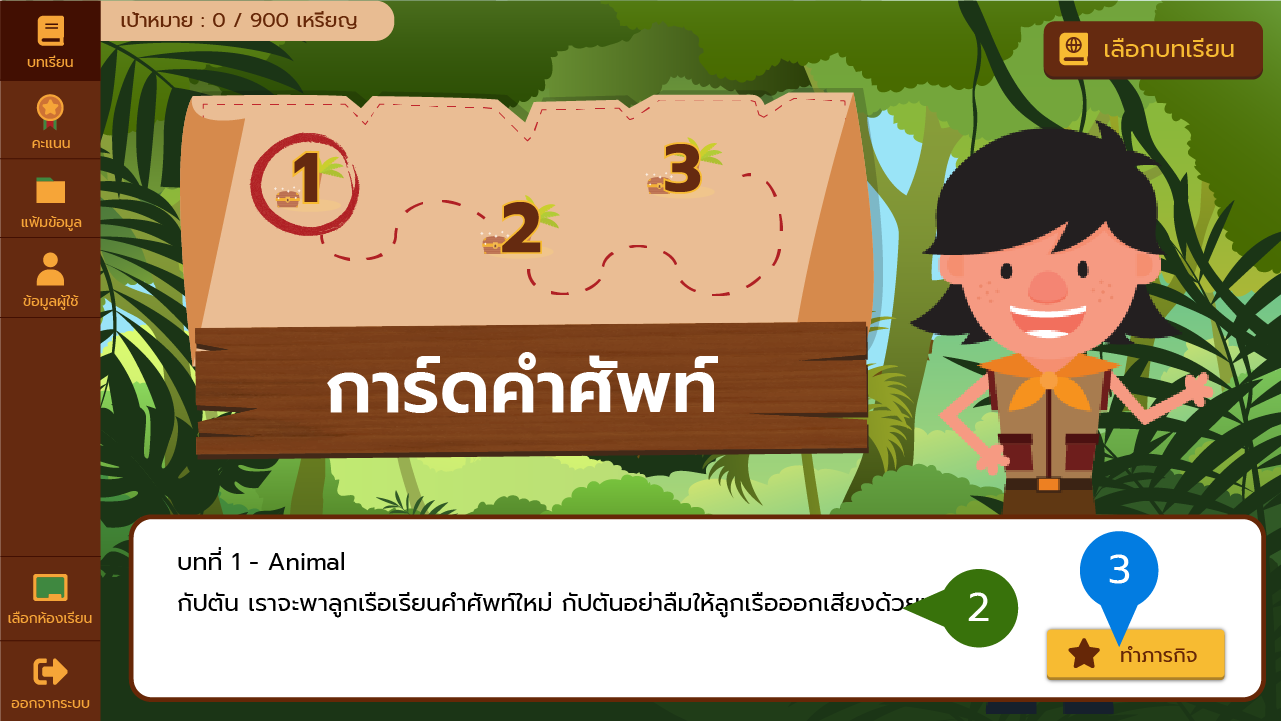 เป้าหมาย : 0 / 900 เหรียญ
บทเรียน
คะแนน
แฟ้มข้อมูล
ข้อมูลผู้ใช้
เลือกห้องเรียน
ออกจากระบบ
เลือกบทเรียน
1
2
3
การ์ดคำศัพท์
บทที่ 1 - Animal
กัปตัน เราจะพาลูกเรือเรียนคำศัพท์ใหม่ กัปตันอย่าลืมให้ลูกเรือออกเสียงด้วย
2
3
ทำภารกิจ